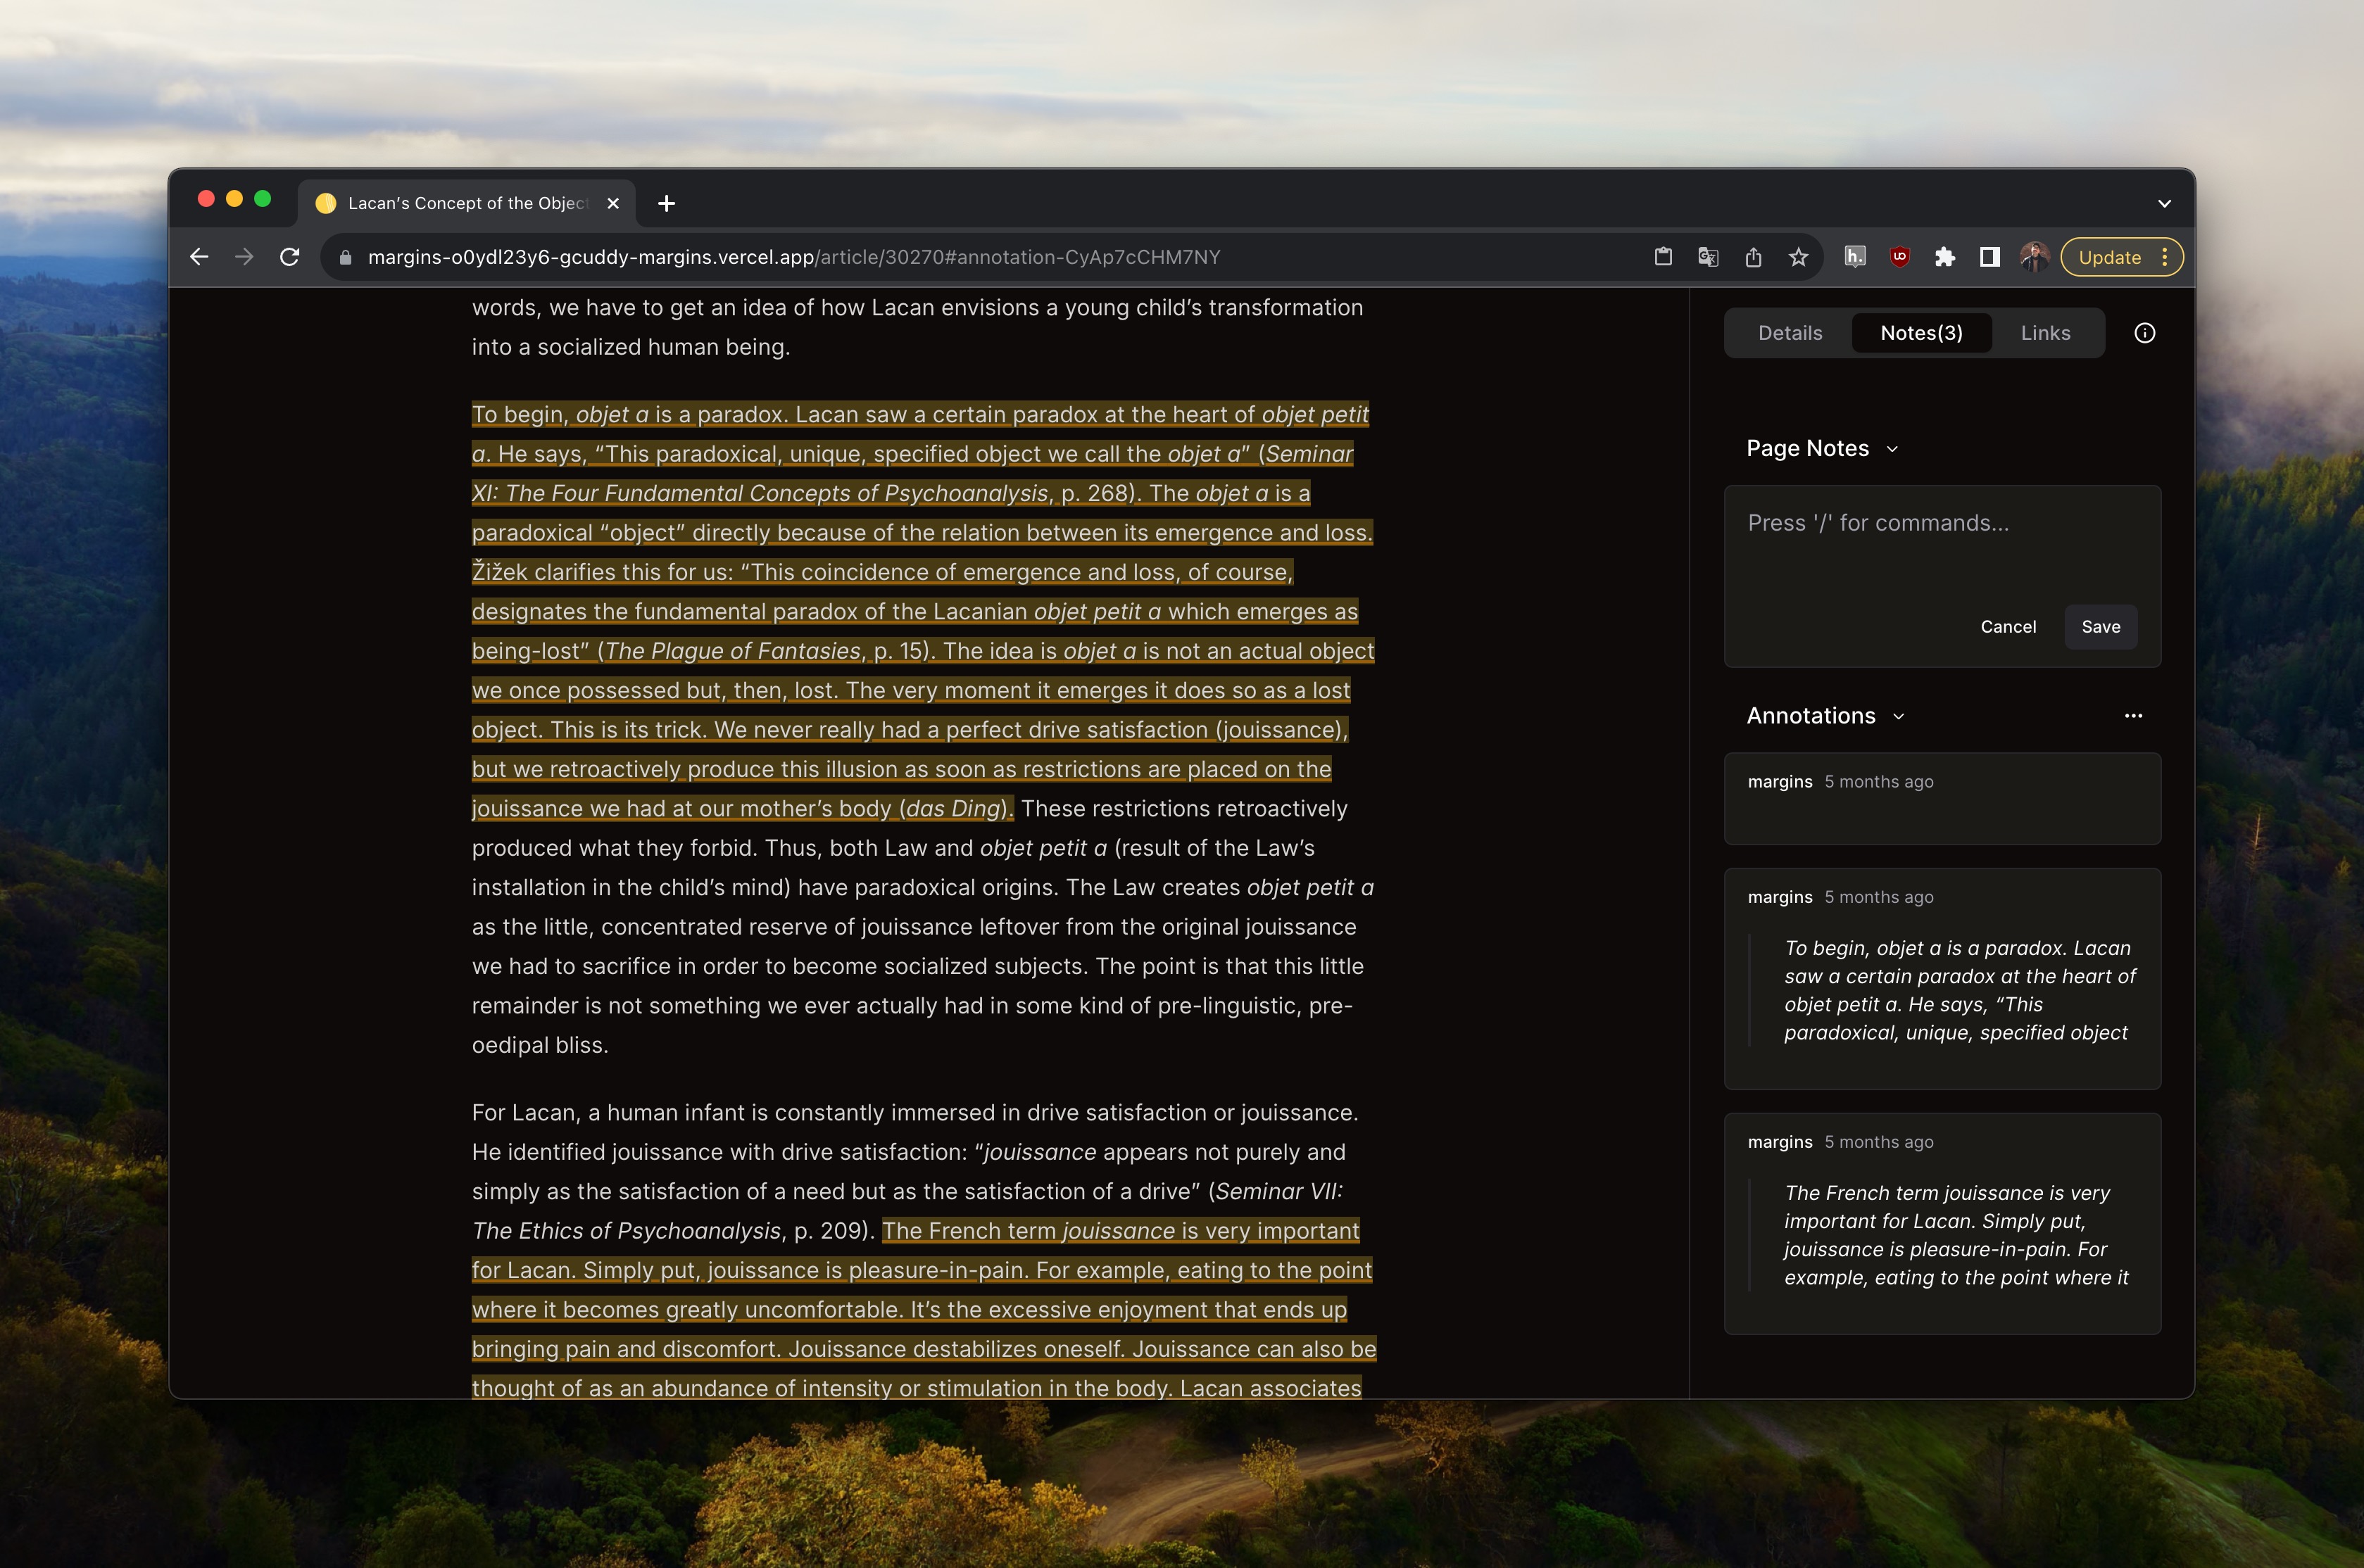 Lacan's Concept of the Objec
margins-o0ydl23y6-gcuddy-margins.vercel.app/article/30270#annotation-CyAp7cCHM7NY
h.
UO
Update
words, we have to get an idea of how Lacan envisions a young child's transformation
into a socialized human being.
To begin, objet a is a paradox. Lacan saw a certain paradox at the heart of objet petit
a. He says, “This paradoxical, unique, specified object we call the objet a” (Seminar
XI: The Four Fundamental Concepts of Psychoanalysis, p. 268). The objet a is a
paradoxical “object” directly because of the relation between its emergence and loss.
Žižek clarifies this for us: “This coincidence of emergence and loss, of course,
designates the fundamental paradox of the Lacanian objet petit a which emerges as
being-lost” (The Plague of Fantasies, p. 15). The idea is objet a is not an actual object
we once possessed but, then, lost. The very moment it emerges it does so as a lost
object. This is its trick. We never really had a perfect drive satisfaction (jouissance),
but we retroactively produce this illusion as soon as restrictions are placed on the
jouissance we had at our mother’s body (das Ding). These restrictions retroactively
produced what they forbid. Thus, both Law and objet petit a (result of the Law’s
installation in the child’s mind) have paradoxical origins. The Law creates objet petit a
as the little, concentrated reserve of jouissance leftover from the original jouissance
we had to sacrifice in order to become socialized subjects. The point is that this little
remainder is not something we ever actually had in some kind of pre-linguistic, pre-
oedipal bliss.
For Lacan, a human infant is constantly immersed in drive satisfaction or jouissance.
He identified jouissance with drive satisfaction: “jouissance appears not purely and
simply as the satisfaction of a need but as the satisfaction of a drive” (Seminar VII:
The Ethics of Psychoanalysis, p. 209). The French term jouissance is very important
for Lacan. Simply put, jouissance is pleasure-in-pain. For example, eating to the point
where it becomes greatly uncomfortable. It’s the excessive enjoyment that ends up
bringing pain and discomfort. Jouissance destabilizes oneself. Jouissance can also be
thought of as an abundance of intensity or stimulation in the body. Lacan associates
Details
Notes(3)
Links
Page Notes
Press '/' for commands...
Cancel
Save
Annotations
margins 5 months ago
margins 5 months ago
To begin, objet a is a paradox. Lacan
saw a certain paradox at the heart of
objet petit a. He says, “This
paradoxical, unique, specified object
margins 5 months ago
The French term jouissance is very
important for Lacan. Simply put,
jouissance is pleasure-in-pain. For
example, eating to the point where it